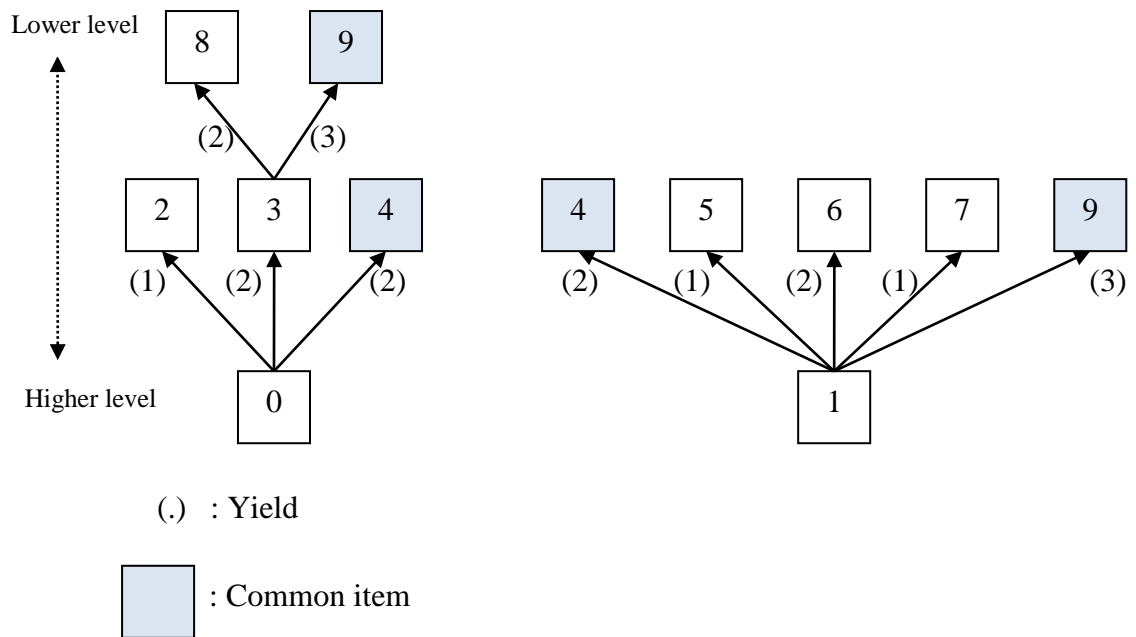 Lower level
8 9
(2) (3)
2 3 4
(1) (2) (2)
Higher level
0
4 5 6 7 9
(2) (1) (2) (1) (3)
1
(.) : Yield
: Common item